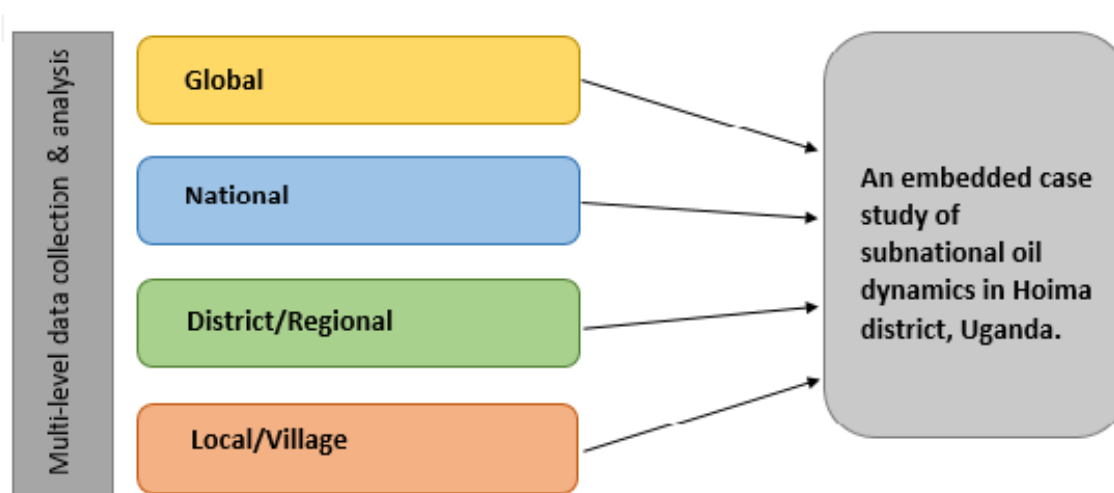 Multi-level data collection & analysis
Global
National
District/Regional
Local/Village
An embedded case
study of
subnational oil
dynamics in Hoima
district, Uganda.